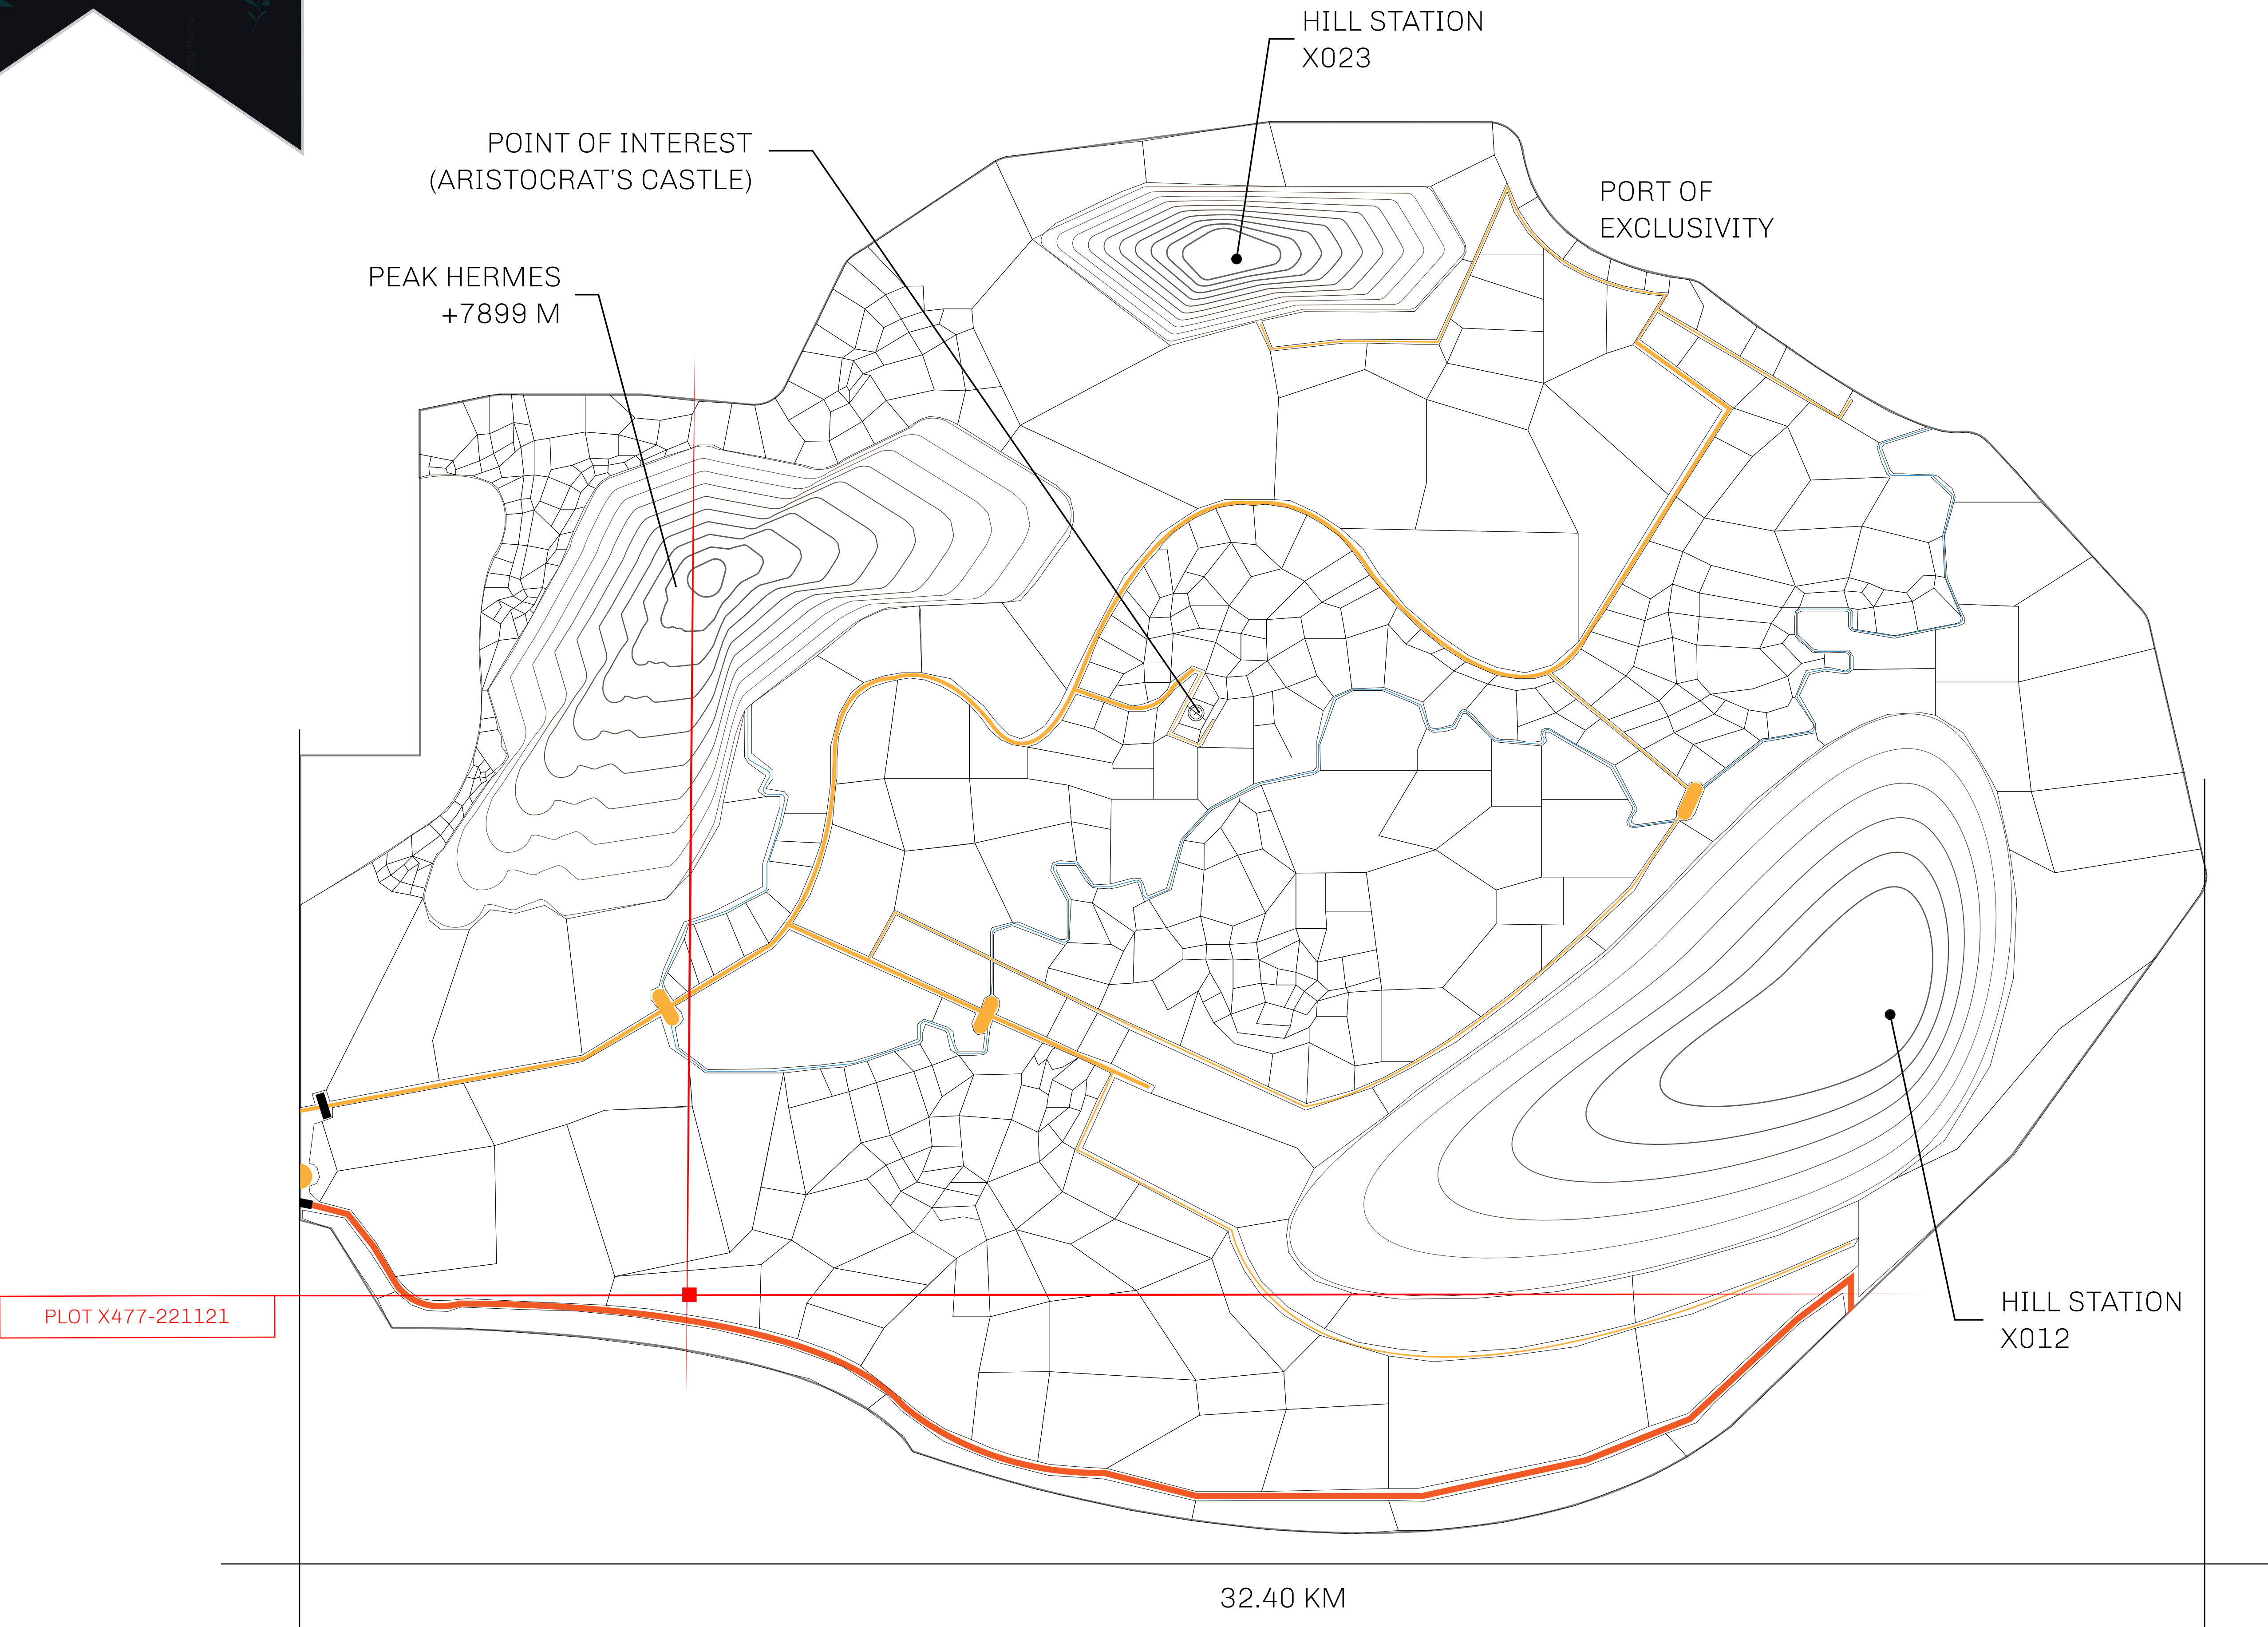 HILL STATION
X023
POINT OF INTEREST
(ARISTOCRAT'S CASTLE)
PORT OF
EXCLUSIVITY
PEAK HERMES
+7899 M
PLOT X477-221121
HILL STATION
X012
32.40 KM